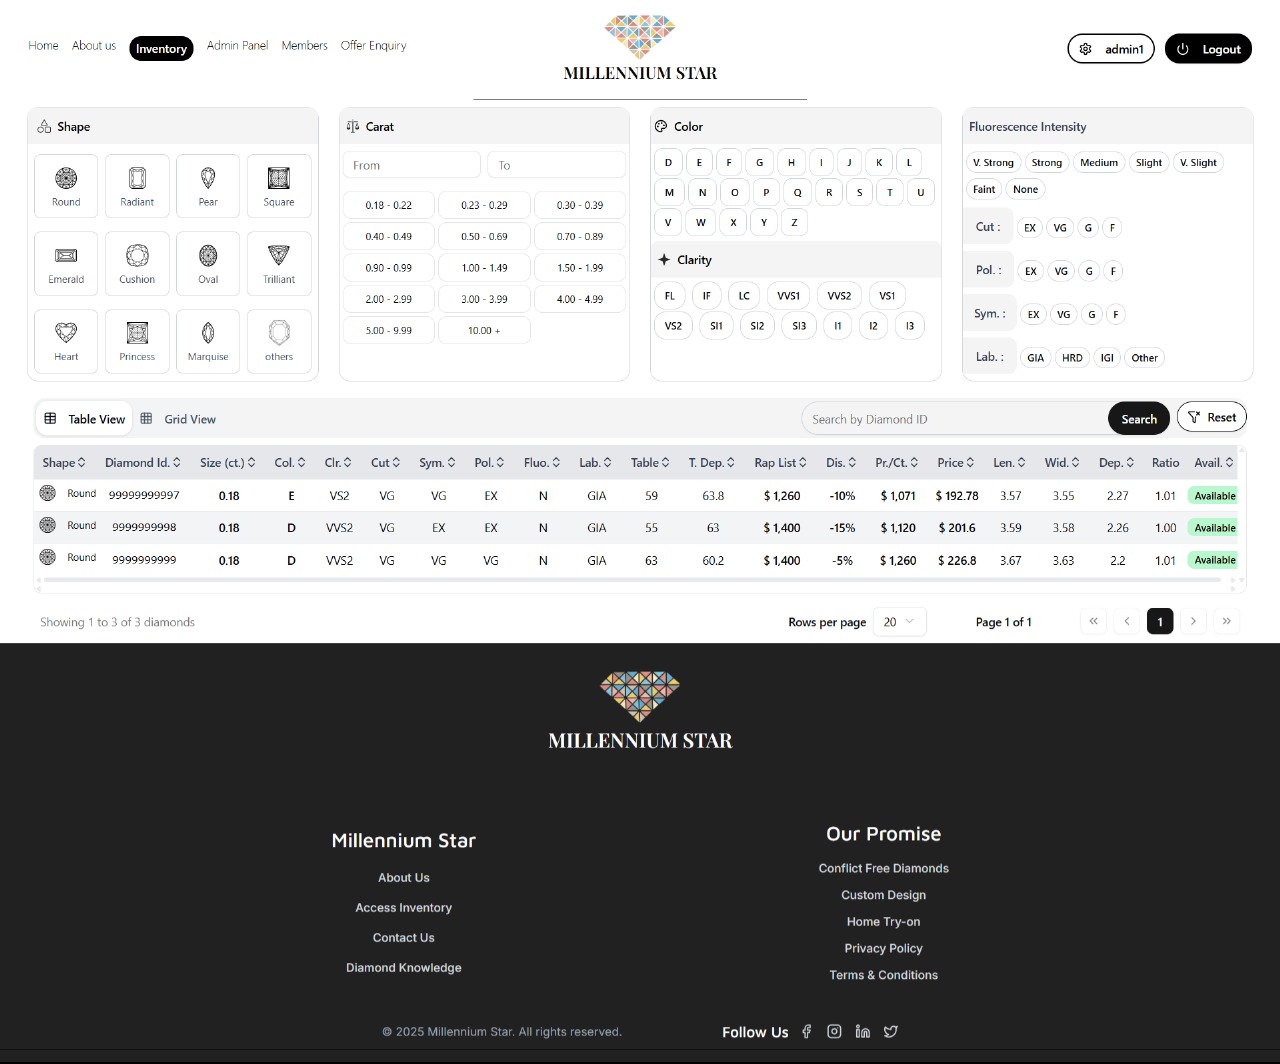 Home About us Inventory Admin Panel Members Offer Enquiry
MILLENNIUM STAR
admin1 Logout
Shape
Round Radiant Pear Square
Emerald Cushion Oval Trilliant
Heart Princess Marquise others
Carat
From To
0.18 - 0.22 0.23 - 0.29 0.30 - 0.39
0.40 - 0.49 0.50 - 0.69 0.70 - 0.89
0.90 - 0.99 1.00 - 1.49 1.50 - 1.99
2.00 - 2.99 3.00 - 3.99 4.00 - 4.99
5.00 - 9.99 10.00 +
Color
D E F G H I J K L
M N O P Q R S T U
V W X Y Z
Clarity
FL IF LC VVS1 VVS2 VS1
VS2 SI1 SI2 SI3 I1 I2 I3
Fluorescence Intensity
V. Strong Strong Medium Slight V. Slight
Faint None
Cut : EX VG G F
Pol. : EX VG G F
Sym. : EX VG G F
Lab. : GIA HRD IGI Other
Table View Grid View Search by Diamond ID Search Reset
Shape Diamond Id. Size (ct.) Col. Clr. Cut Sym. Pol. Fluo. Lab. Table T. Dep. Rap List Dis. Pr./Ct. Price Len. Wid. Dep. Ratio Avail.
Round 99999999997 0.18 E VS2 VG VG EX N GIA 59 63.8 $ 1,260 -10% $ 1,071 $ 192.78 3.57 3.55 2.27 1.01 Available
Round 9999999998 0.18 D VVS2 VG EX EX N GIA 55 63 $ 1,400 -15% $ 1,120 $ 201.6 3.59 3.58 2.26 1.00 Available
Round 9999999999 0.18 D VVS2 VG VG VG N GIA 63 60.2 $ 1,400 -5% $ 1,260 $ 226.8 3.67 3.63 2.2 1.01 Available
Showing 1 to 3 of 3 diamonds Rows per page 20 Page 1 of 1 1
MILLENNIUM STAR
Millennium Star
About Us
Access Inventory
Contact Us
Diamond Knowledge
Our Promise
Conflict Free Diamonds
Custom Design
Home Try-on
Privacy Policy
Terms & Conditions
© 2025 Millennium Star. All rights reserved. Follow Us